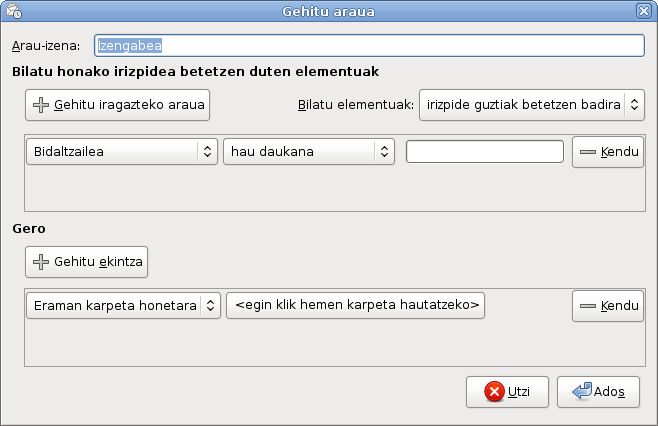 Gehitu araua
Arau-izena: Izengabea
Bilatu honako irizpidea betetzen duten elementuak
Gehitu iragazteko araua Bilatu elementuak: irizpide guztiak betetzen badira
Bidaltzailea hau daukana Kendu
Gero
Gehitu ekintza
Eraman karpeta honetara <egin klik hemen karpeta hautatzeko> Kendu
Utzi Ados